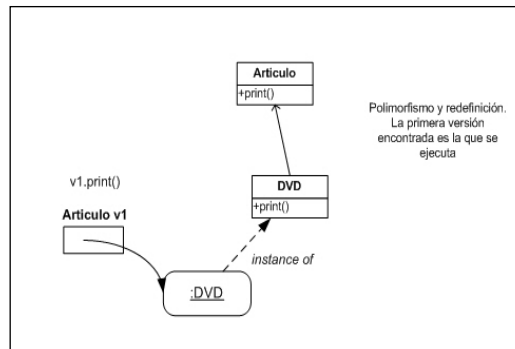 Articulo
+print()
Polimorfismo y redefinición.
La primera versión
encontrada es la que se
ejecuta
v1.print()
DVD
+print()
Articulo v1
instance of
:DVD